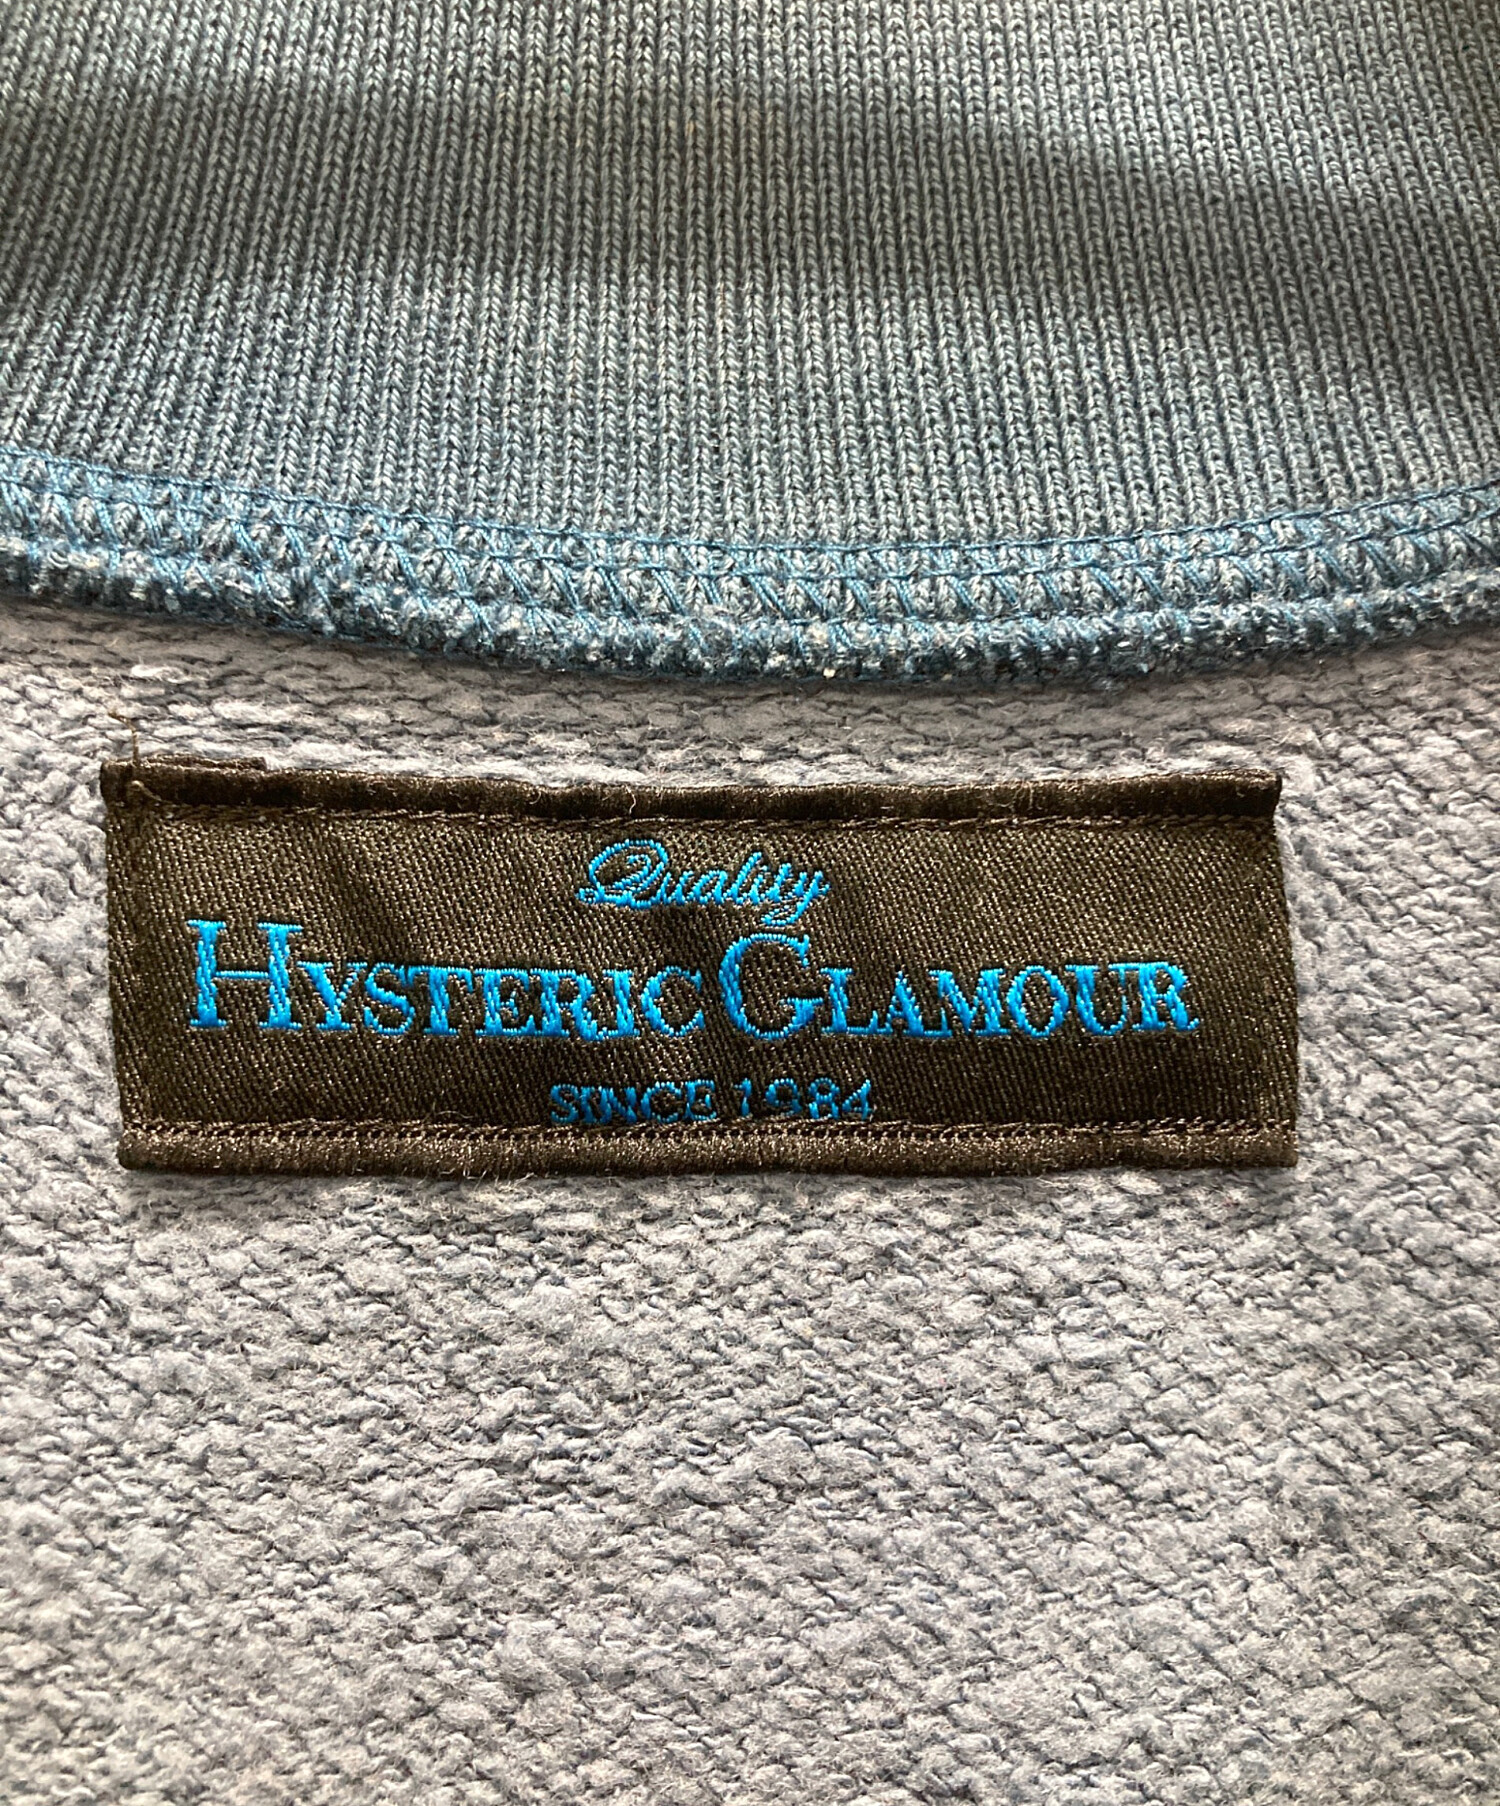 Quality
HYSTERIC GLAMOUR
SINCE 1984